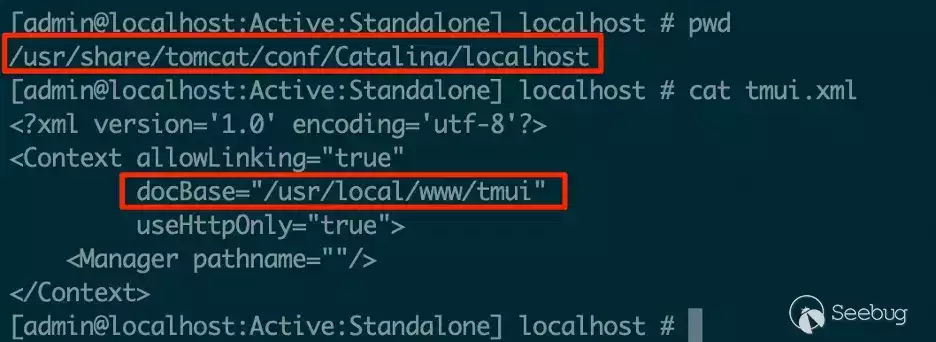 [admin@localhost:Active:Standalone] localhost # pwd
/usr/share/tomcat/conf/Catalina/localhost
[admin@localhost:Active:Standalone] localhost # cat tmui.xml
<?xml version='1.0' encoding='utf-8'?>
<Context allowLinking="true"
         docBase="/usr/local/www/tmui"
         useHttpOnly="true">
    <Manager pathname=""/>
</Context>
[admin@localhost:Active:Standalone] localhost #
Seebug